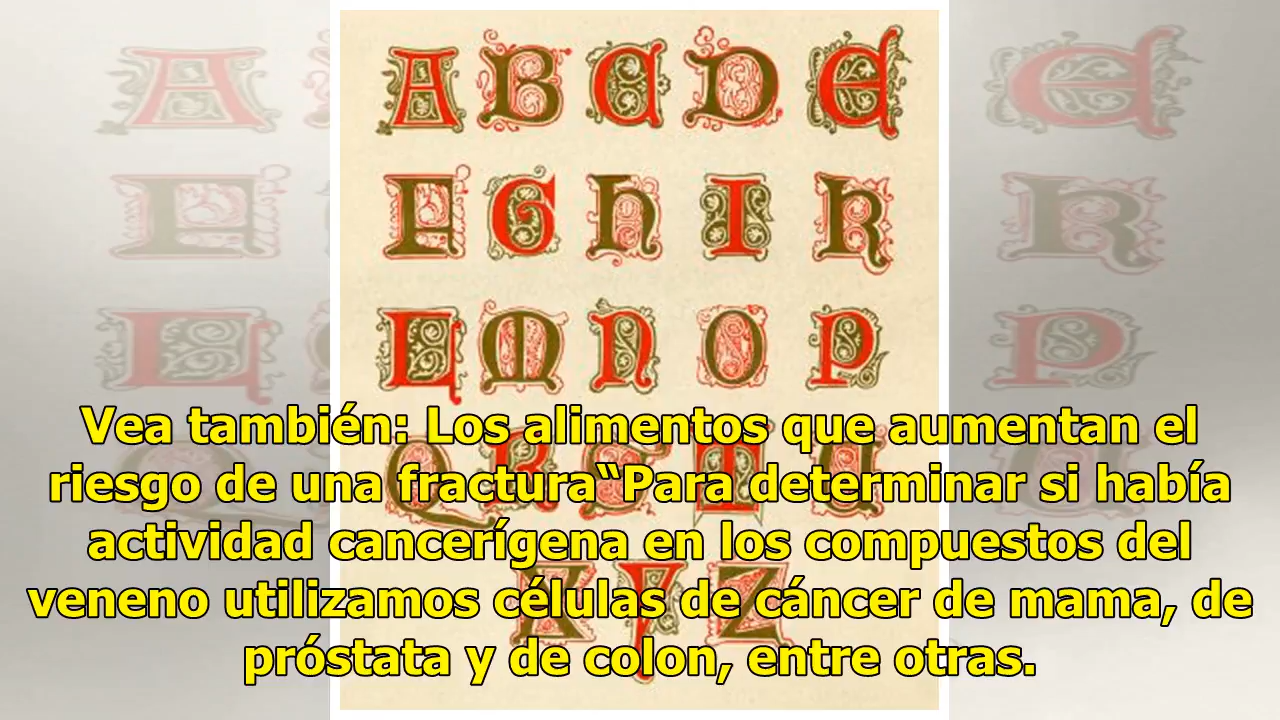 A B C D E
F G H I K
L M N O P
Q R S T U
X Y Z
Vea también: Los alimentos que aumentan el
riesgo de una fractura“Para determinar si había
actividad cancerígena en los compuestos del
veneno utilizamos células de cáncer de mama, de
próstata y de colon, entre otras.